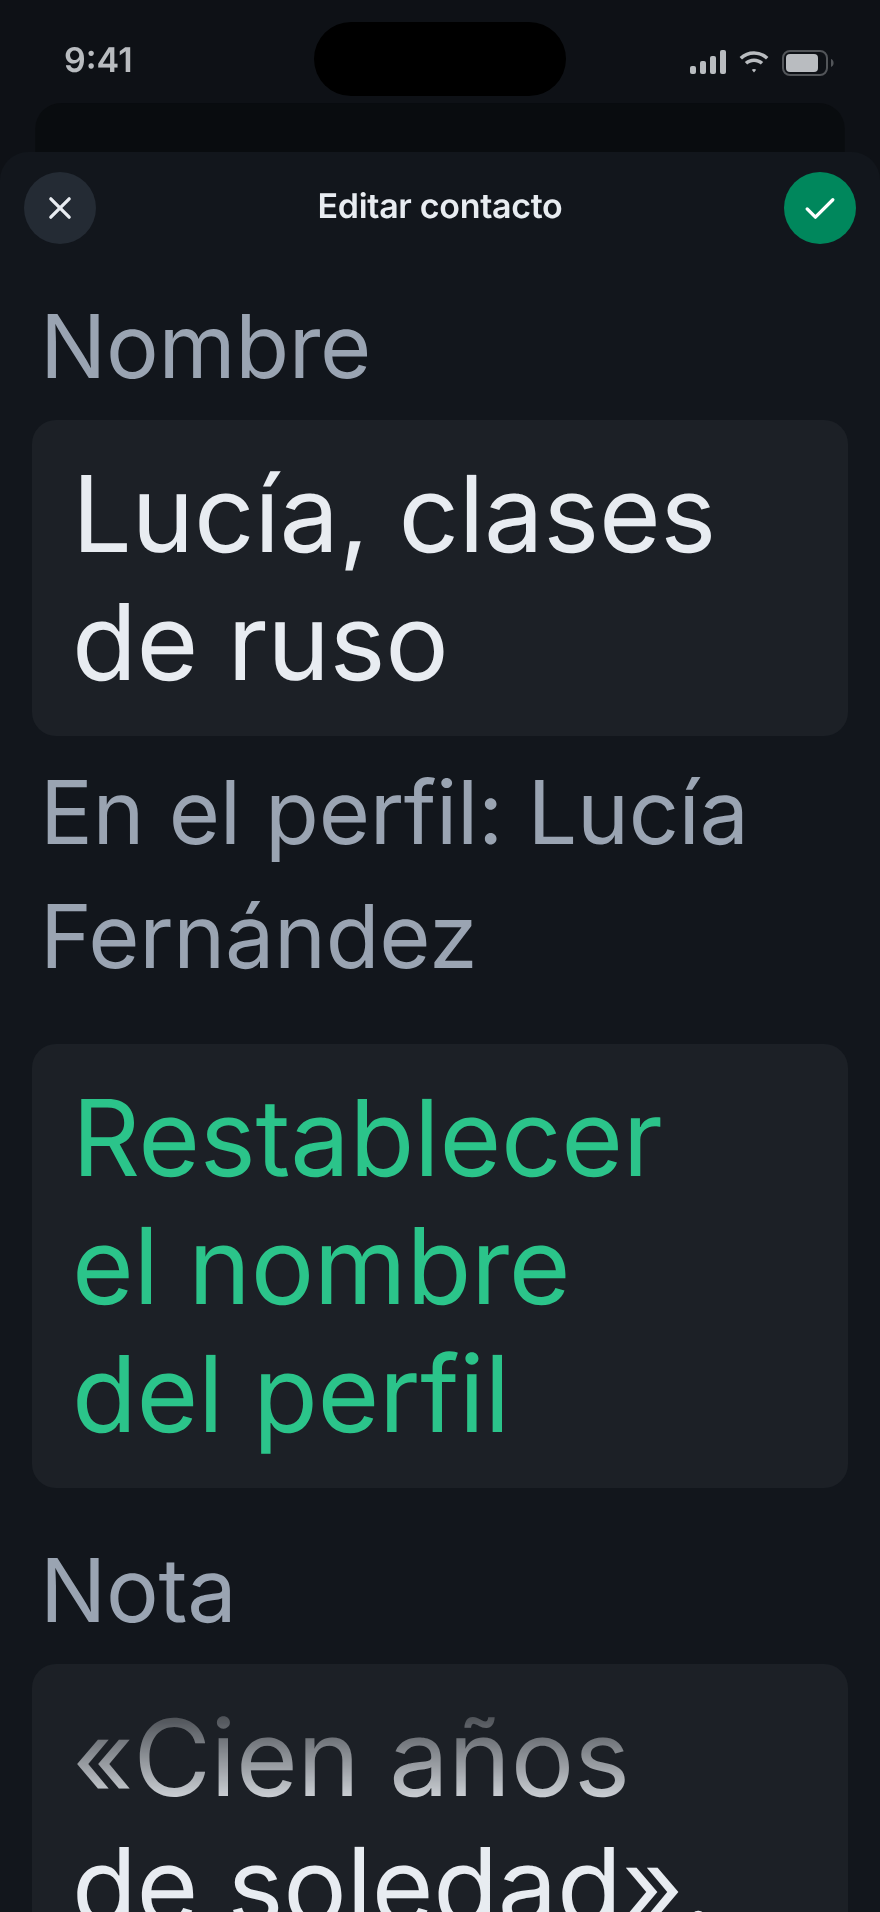 9:41
Editar contacto
Nombre
Lucía, clases
de ruso
En el perfil: Lucía
Fernández
Restablecer
el nombre
del perfil
Nota
«Cien años
de soledad».